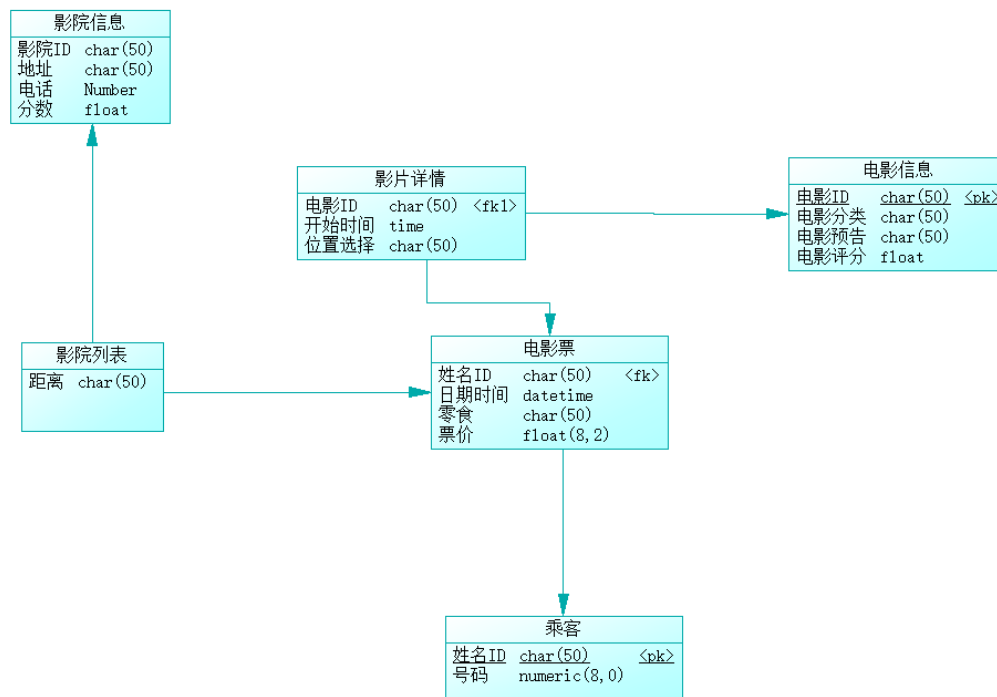 影院信息
影院ID char(50)
地址 char(50)
电话 Number
分数 float
影片详情
电影ID char(50) <fk1>
开始时间 time
位置选择 char(50)
电影信息
电影ID char(50) <pk>
电影分类 char(50)
电影预告 char(50)
电影评分 float
影院列表
距离 char(50)
电影票
姓名ID char(50) <fk>
日期时间 datetime
零食 char(50)
票价 float(8,2)
乘客
姓名ID char(50) <pk>
号码 numeric(8,0)